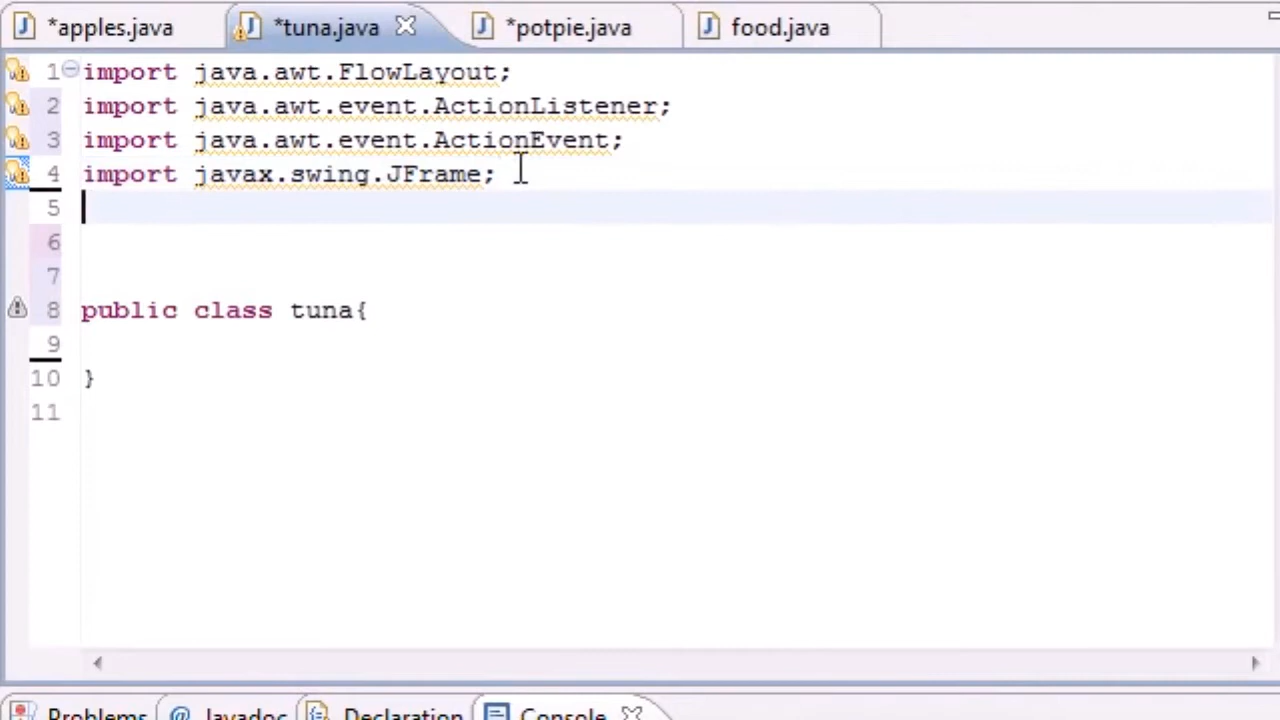 *apples.java *tuna.java *potpie.java food.java
1 import java.awt.FlowLayout;
2 import java.awt.event.ActionListener;
3 import java.awt.event.ActionEvent;
4 import javax.swing.JFrame;
5
6
7
8 public class tuna{
9
10 }
11
Problems @ Javadoc Declaration Console